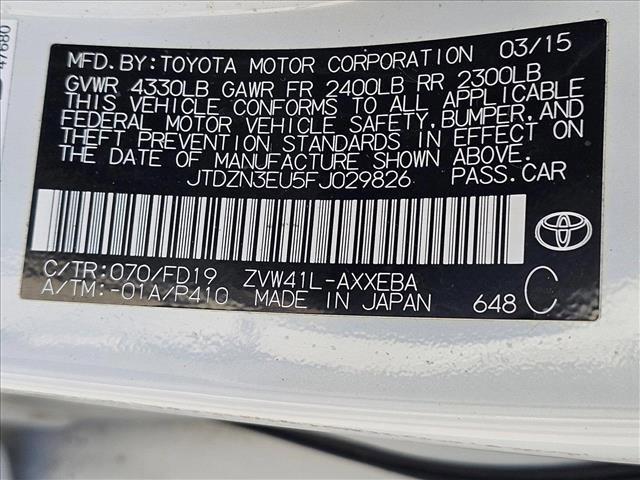 47680
MFD.BY: TOYOTA MOTOR CORPORATION 03/15
GVWR 4330LB GAWR FR 2400LB RR 2300LB
THIS VEHICLE CONFORMS TO ALL APPLICABLE
FEDERAL MOTOR VEHICLE SAFETY, BUMPER, AND
THEFT PREVENTION STANDARDS IN EFFECT ON
THE DATE OF MANUFACTURE SHOWN ABOVE.
JTDZN3EU5FJ029826 PASS.CAR
C/TR: 070/FD19 ZVW41L-AXXEBA
A/TM: -01A/P410 MADE IN JAPAN 648 C